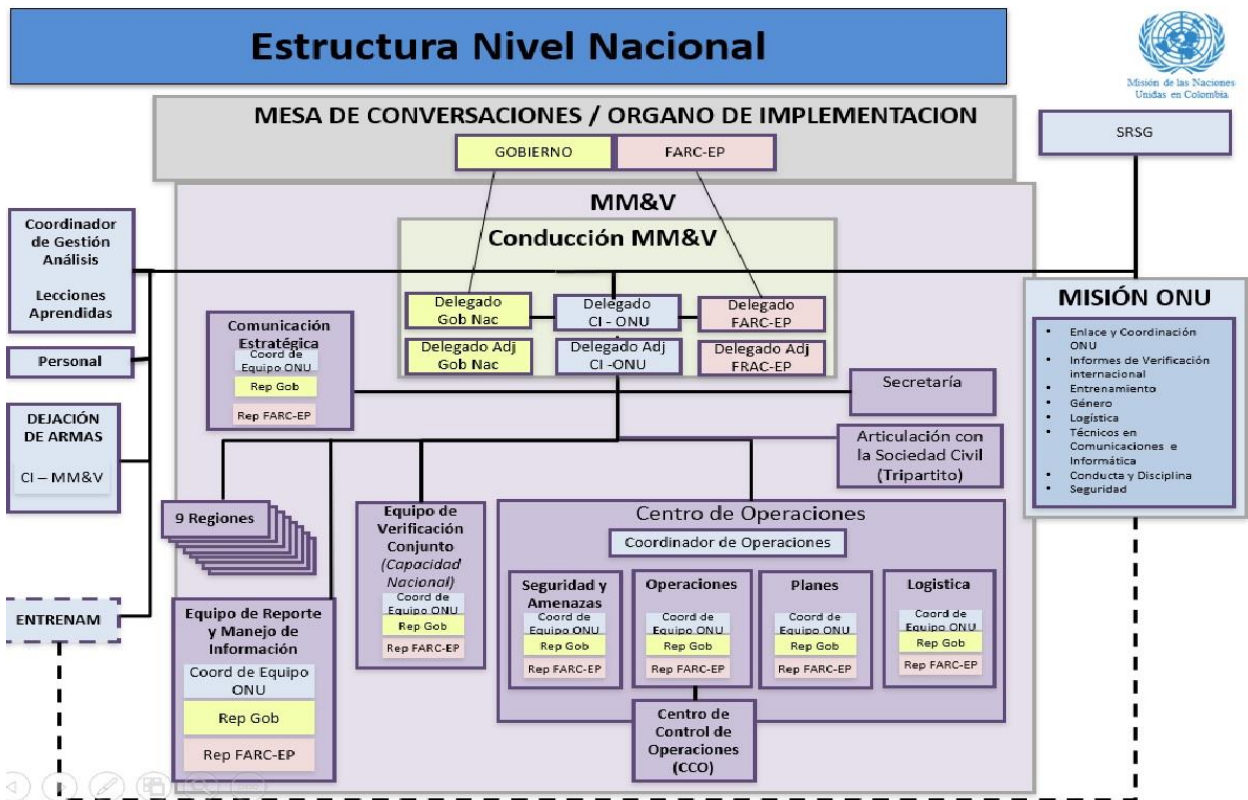 Estructura Nivel Nacional
Misión de las Naciones
Unidas en Colombia
MESA DE CONVERSACIONES / ORGANO DE IMPLEMENTACION
GOBIERNO
FARC-EP
SRSG
MM&V
Conducción MM&V
Delegado
Gob Nac
Delegado
CI - ONU
Delegado
FARC-EP
Delegado Adj
Gob Nac
Delegado Adj
CI -ONU
Delegado Adj
FRAC-EP
Coordinador
de Gestión
Análisis
Lecciones
Aprendidas
Personal
DEJACIÓN
DE ARMAS
CI – MM&V
ENTRENAM
Comunicación
Estratégica
Coord de
Equipo ONU
Rep Gob
Rep FARC-EP
Secretaría
Articulación con
la Sociedad Civil
(Tripartito)
MISIÓN ONU
• Enlace y Coordinación
ONU
• Informes de Verificación
internacional
• Entrenamiento
• Género
• Logística
• Técnicos en
Comunicaciones e
Informática
• Conducta y Disciplina
• Seguridad
9 Regiones
Equipo de Reporte
y Manejo de
Información
Coord de Equipo
ONU
Rep Gob
Rep FARC-EP
Equipo de
Verificación
Conjunto
(Capacidad
Nacional)
Coord de
Equipo ONU
Rep Gob
Rep FARC-EP
Centro de Operaciones
Coordinador de Operaciones
Seguridad y
Amenazas
Coord de
Equipo ONU
Rep Gob
Rep FARC-EP
Operaciones
Coord de
Equipo ONU
Rep Gob
Rep FARC-EP
Planes
Coord de
Equipo ONU
Rep Gob
Rep FARC-EP
Logistica
Coord de
Equipo ONU
Rep Gob
Rep FARC-EP
Centro de
Control de
Operaciones
(CCO)